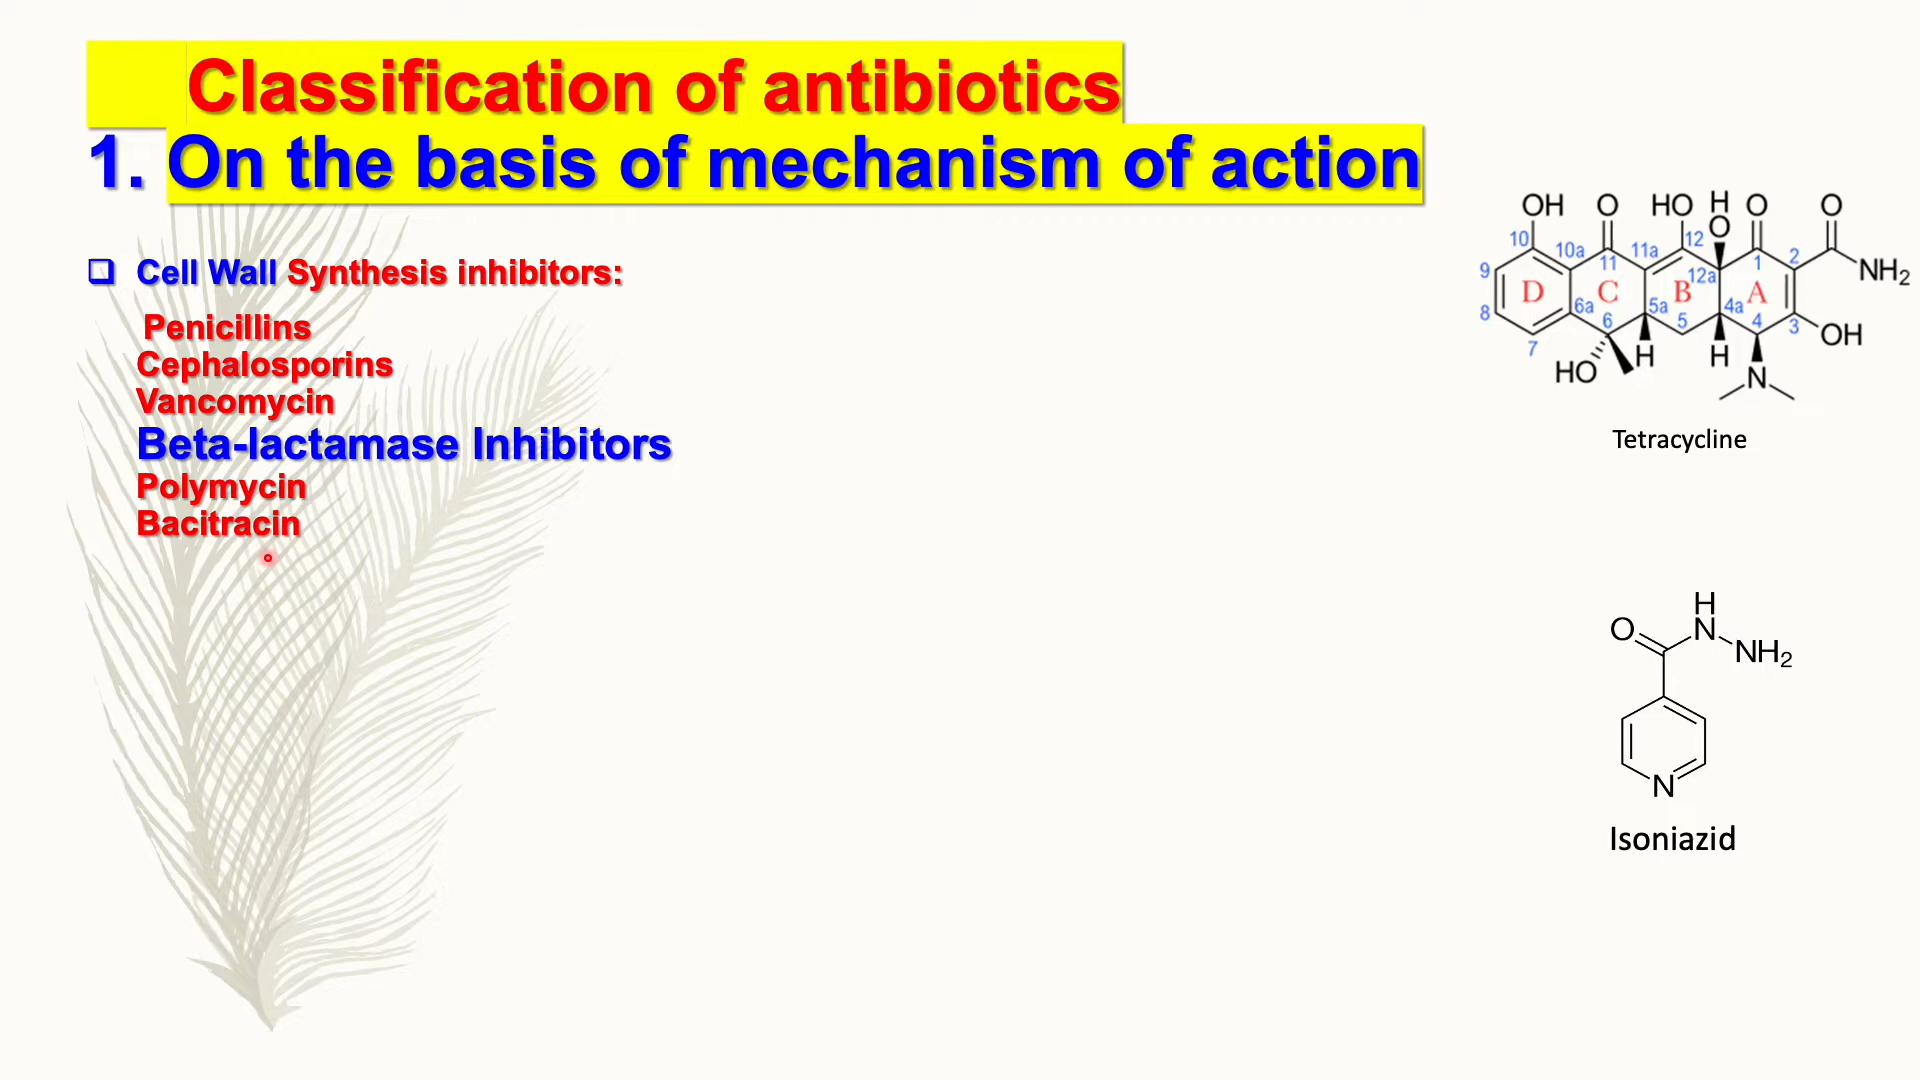 Classification of antibiotics
1. On the basis of mechanism of action
❑ Cell Wall Synthesis inhibitors:
Penicillins
Cephalosporins
Vancomycin
Beta-lactamase Inhibitors
Polymycin
Bacitracin
OH O HO H O O O
10 10a 11 11a 12 12a 1 2 NH2
9 D C B A
8 6a 6 5a 5 4a 4 3 OH
7 HO H H N
Tetracycline
H
O N NH2
N
Isoniazid